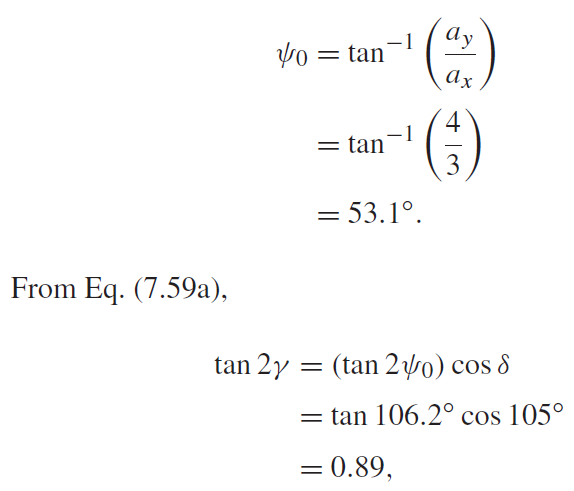 ψ₀ = tan⁻¹ (a_y / a_x)
= tan⁻¹ (4 / 3)
= 53.1°.
From Eq. (7.59a),
tan 2γ = (tan 2ψ₀) cos δ
= tan 106.2° cos 105°
= 0.89,